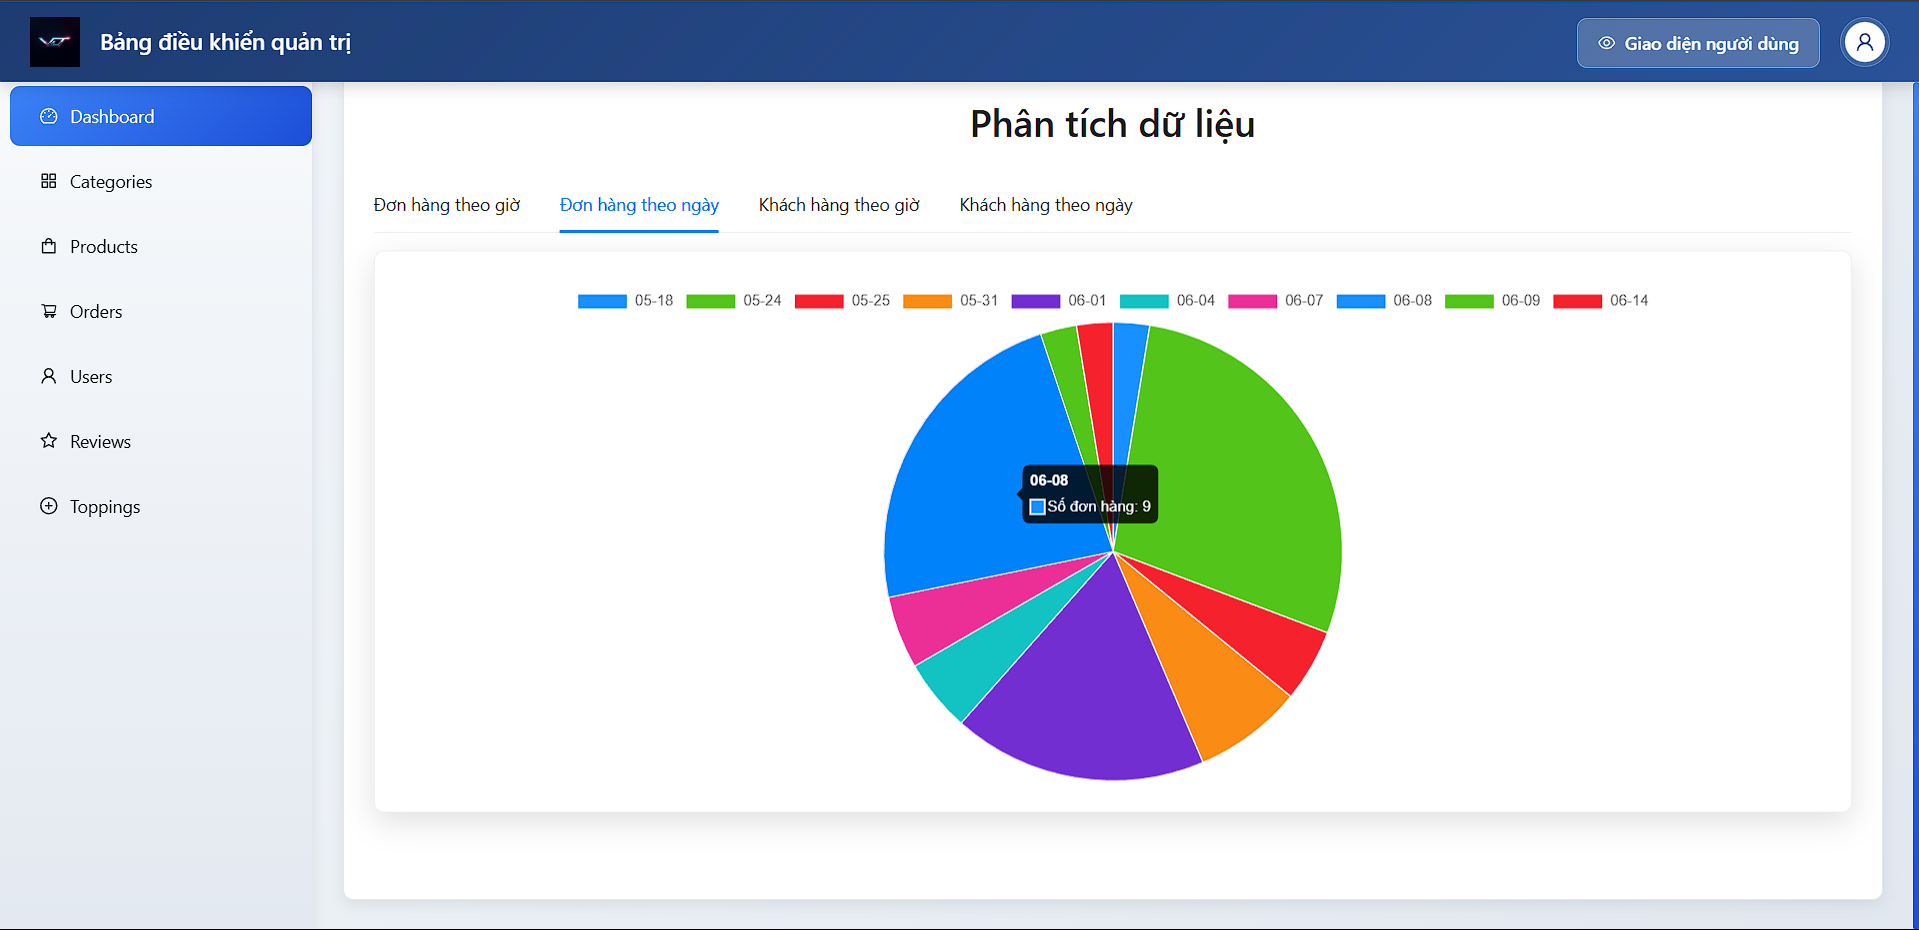 Bảng điều khiển quản trị
Giao diện người dùng
Dashboard
Categories
Products
Orders
Users
Reviews
Toppings
Phân tích dữ liệu
Đơn hàng theo giờ Đơn hàng theo ngày Khách hàng theo giờ Khách hàng theo ngày
05-18 05-24 05-25 05-31 06-01 06-04 06-07 06-08 06-09 06-14
06-08
Số đơn hàng: 9